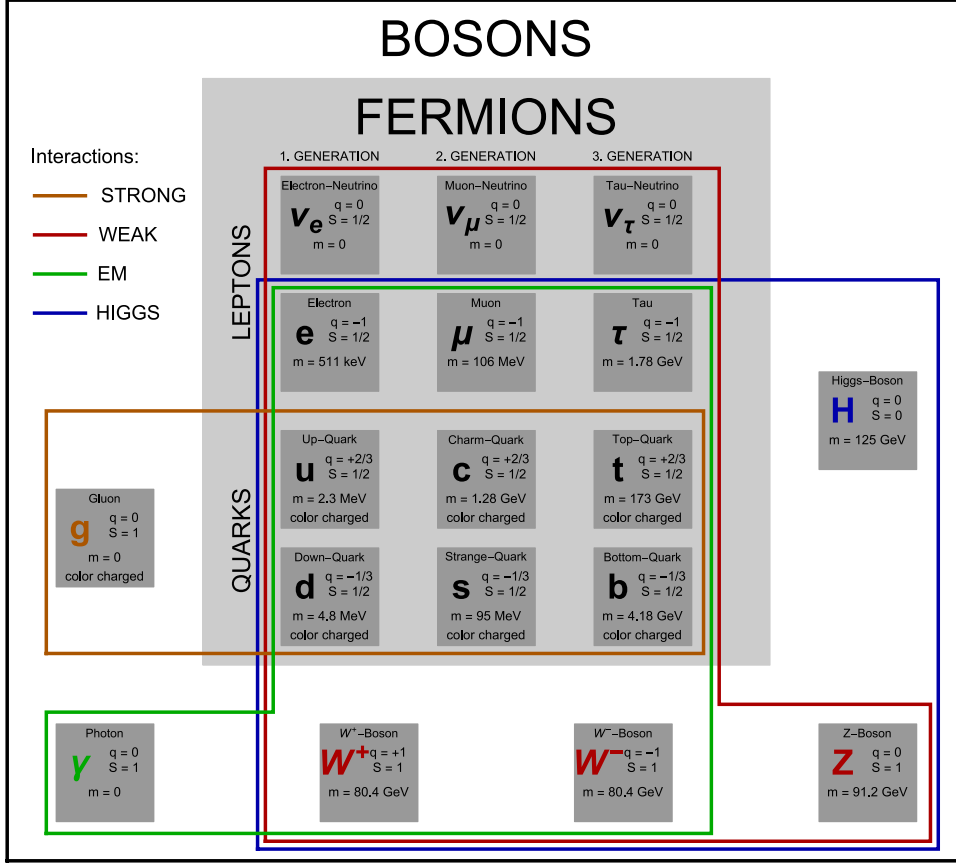 BOSONS
FERMIONS
Interactions:
STRONG
WEAK
EM
HIGGS
1. GENERATION
2. GENERATION
3. GENERATION
LEPTONS
Electron−Neutrino
νe
q = 0
S = 1/2
m = 0
Muon−Neutrino
νμ
q = 0
S = 1/2
m = 0
Tau−Neutrino
ντ
q = 0
S = 1/2
m = 0
Electron
e
q = −1
S = 1/2
m = 511 keV
Muon
μ
q = −1
S = 1/2
m = 106 MeV
Tau
τ
q = −1
S = 1/2
m = 1.78 GeV
Higgs−Boson
H
q = 0
S = 0
m = 125 GeV
QUARKS
Up−Quark
u
q = +2/3
S = 1/2
m = 2.3 MeV
color charged
Charm−Quark
c
q = +2/3
S = 1/2
m = 1.28 GeV
color charged
Top−Quark
t
q = +2/3
S = 1/2
m = 173 GeV
color charged
Gluon
g
q = 0
S = 1
m = 0
color charged
Down−Quark
d
q = −1/3
S = 1/2
m = 4.8 MeV
color charged
Strange−Quark
s
q = −1/3
S = 1/2
m = 95 MeV
color charged
Bottom−Quark
b
q = −1/3
S = 1/2
m = 4.18 GeV
color charged
Photon
γ
q = 0
S = 1
m = 0
W⁺−Boson
W⁺
q = +1
S = 1
m = 80.4 GeV
W⁻−Boson
W⁻
q = −1
S = 1
m = 80.4 GeV
Z−Boson
Z
q = 0
S = 1
m = 91.2 GeV